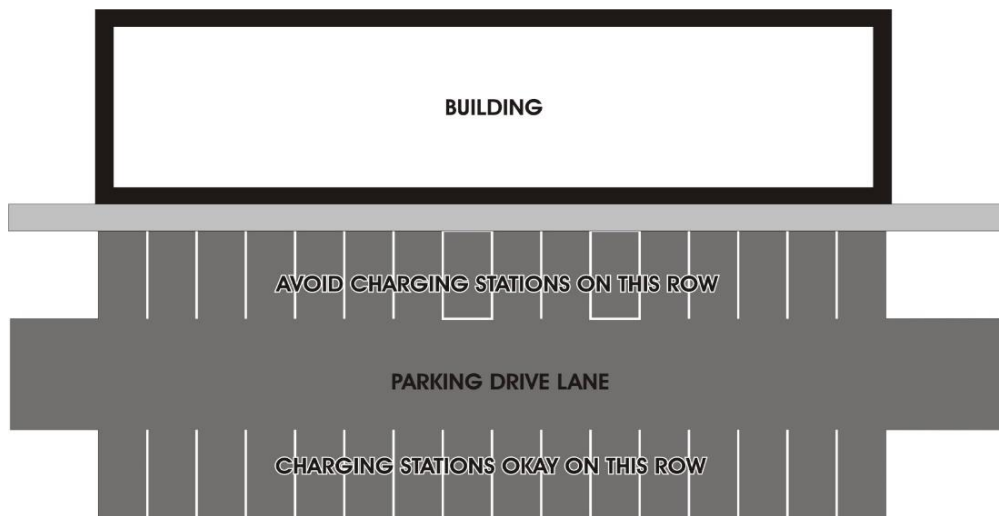 BUILDING
AVOID CHARGING STATIONS ON THIS ROW
PARKING DRIVE LANE
CHARGING STATIONS OKAY ON THIS ROW